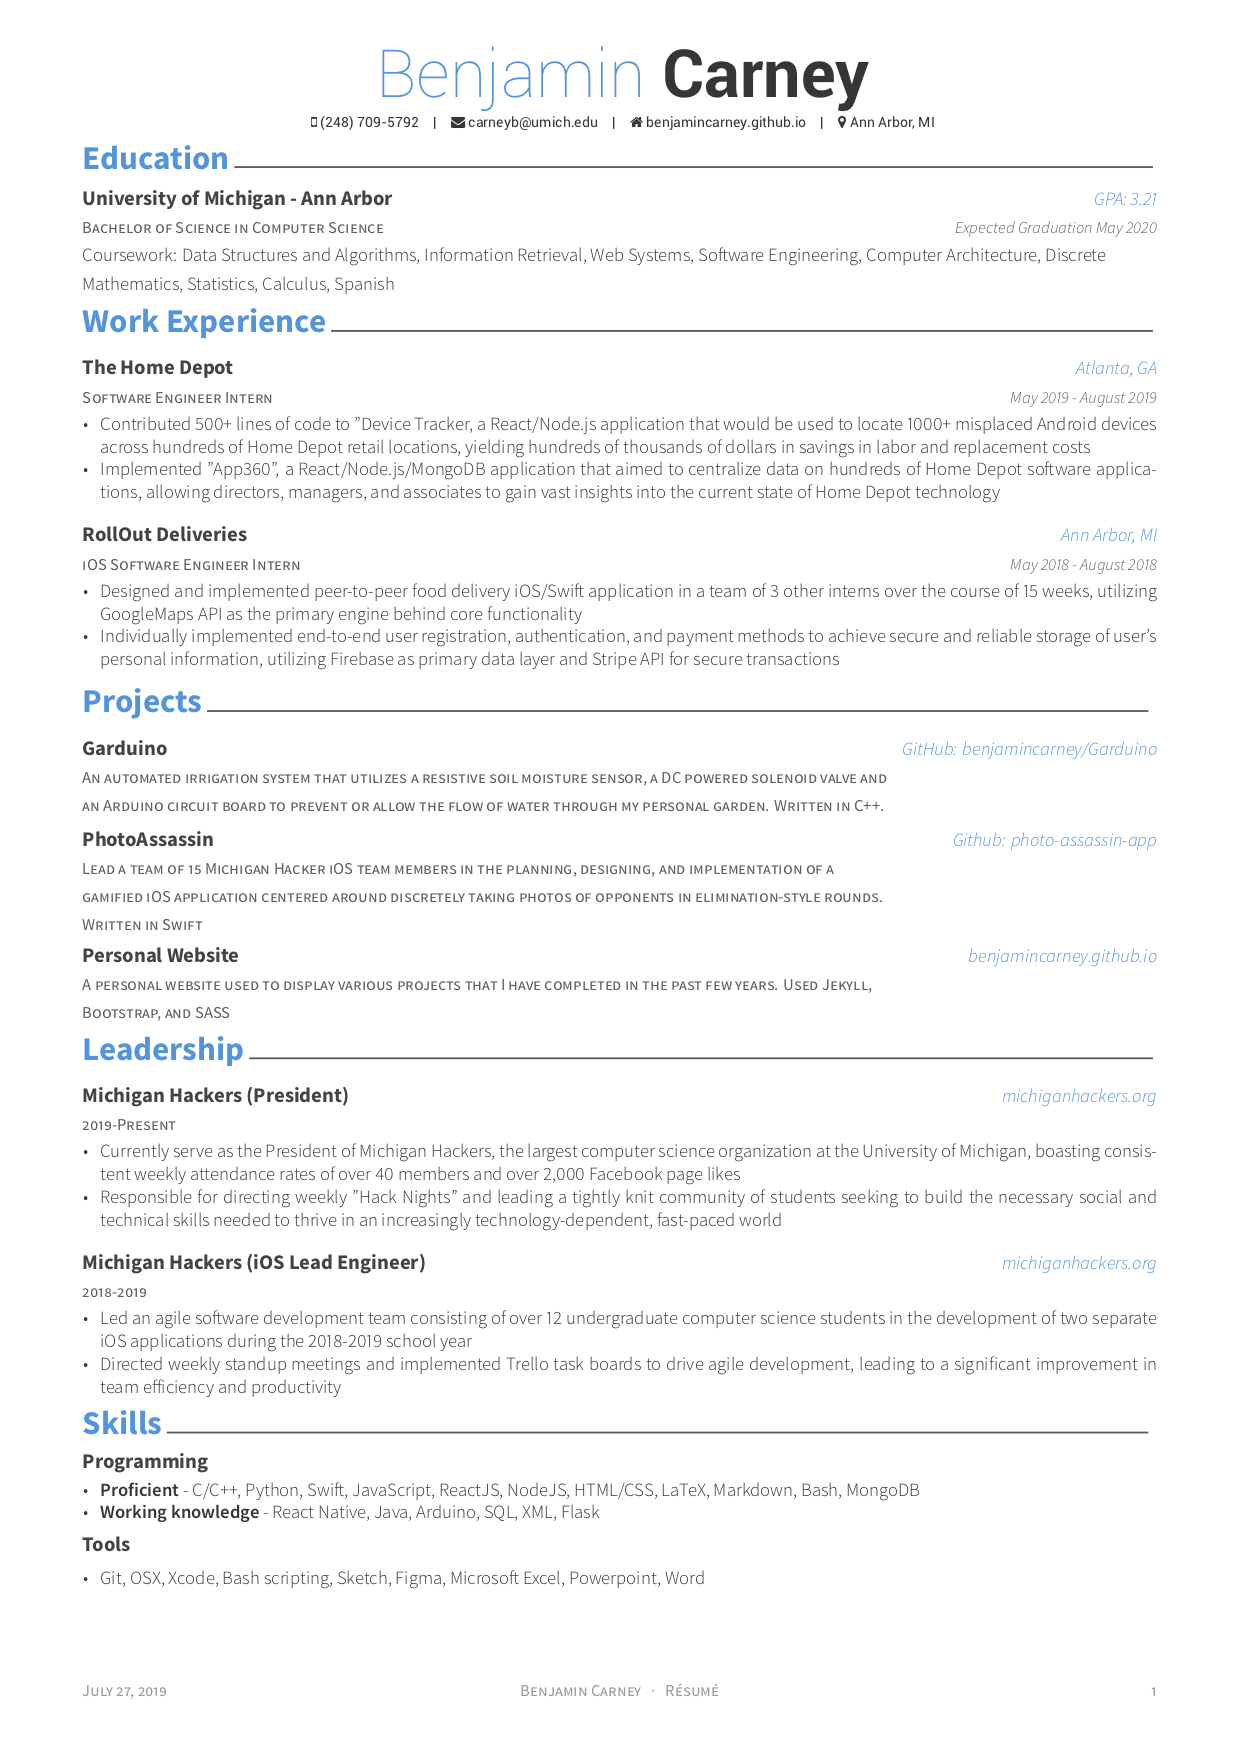 Benjamin Carney
(248) 709-5792 | carneyb@umich.edu | benjamincarney.github.io | Ann Arbor, MI
Education
University of Michigan - Ann Arbor GPA: 3.21
Bachelor of Science in Computer Science Expected Graduation May 2020
Coursework: Data Structures and Algorithms, Information Retrieval, Web Systems, Software Engineering, Computer Architecture, Discrete
Mathematics, Statistics, Calculus, Spanish
Work Experience
The Home Depot Atlanta, GA
Software Engineer Intern May 2019 - August 2019
• Contributed 500+ lines of code to ”Device Tracker, a React/Node.js application that would be used to locate 1000+ misplaced Android devices
across hundreds of Home Depot retail locations, yielding hundreds of thousands of dollars in savings in labor and replacement costs
• Implemented ”App360”, a React/Node.js/MongoDB application that aimed to centralize data on hundreds of Home Depot software applica-
tions, allowing directors, managers, and associates to gain vast insights into the current state of Home Depot technology
RollOut Deliveries Ann Arbor, MI
iOS Software Engineer Intern May 2018 - August 2018
• Designed and implemented peer-to-peer food delivery iOS/Swift application in a team of 3 other interns over the course of 15 weeks, utilizing
GoogleMaps API as the primary engine behind core functionality
• Individually implemented end-to-end user registration, authentication, and payment methods to achieve secure and reliable storage of user’s
personal information, utilizing Firebase as primary data layer and Stripe API for secure transactions
Projects
Garduino GitHub: benjamincarney/Garduino
An automated irrigation system that utilizes a resistive soil moisture sensor, a DC powered solenoid valve and
an Arduino circuit board to prevent or allow the flow of water through my personal garden. Written in C++.
PhotoAssassin Github: photo-assassin-app
Lead a team of 15 Michigan Hacker iOS team members in the planning, designing, and implementation of a
gamified iOS application centered around discretely taking photos of opponents in elimination-style rounds.
Written in Swift
Personal Website benjamincarney.github.io
A personal website used to display various projects that I have completed in the past few years. Used Jekyll,
Bootstrap, and SASS
Leadership
Michigan Hackers (President) michiganhackers.org
2019-Present
• Currently serve as the President of Michigan Hackers, the largest computer science organization at the University of Michigan, boasting consis-
tent weekly attendance rates of over 40 members and over 2,000 Facebook page likes
• Responsible for directing weekly ”Hack Nights” and leading a tightly knit community of students seeking to build the necessary social and
technical skills needed to thrive in an increasingly technology-dependent, fast-paced world
Michigan Hackers (iOS Lead Engineer) michiganhackers.org
2018-2019
• Led an agile software development team consisting of over 12 undergraduate computer science students in the development of two separate
iOS applications during the 2018-2019 school year
• Directed weekly standup meetings and implemented Trello task boards to drive agile development, leading to a significant improvement in
team efficiency and productivity
Skills
Programming
• Proficient - C/C++, Python, Swift, JavaScript, ReactJS, NodeJS, HTML/CSS, LaTeX, Markdown, Bash, MongoDB
• Working knowledge - React Native, Java, Arduino, SQL, XML, Flask
Tools
• Git, OSX, Xcode, Bash scripting, Sketch, Figma, Microsoft Excel, Powerpoint, Word
July 27, 2019 Benjamin Carney · Résumé 1